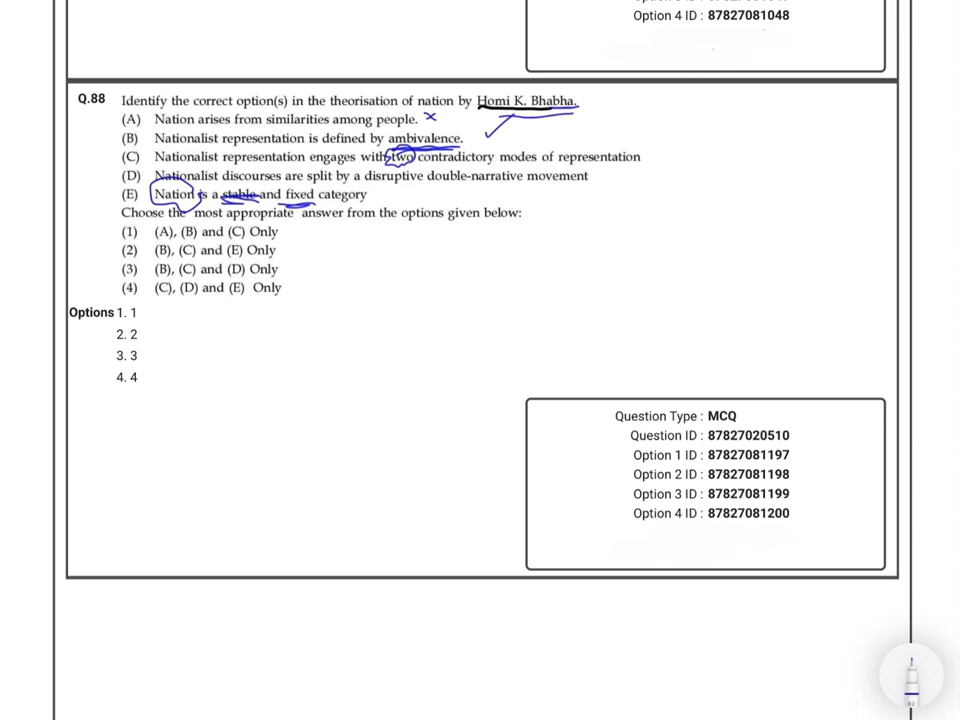 Option 4 ID : 87827081048
Q.88 Identify the correct option(s) in the theorisation of nation by Homi K. Bhabha.
(A) Nation arises from similarities among people.
(B) Nationalist representation is defined by ambivalence.
(C) Nationalist representation engages with two contradictory modes of representation
(D) Nationalist discourses are split by a disruptive double-narrative movement
(E) Nation is a stable and fixed category
Choose the most appropriate answer from the options given below:
(1) (A), (B) and (C) Only
(2) (B), (C) and (E) Only
(3) (B), (C) and (D) Only
(4) (C), (D) and (E) Only
Options 1. 1
2. 2
3. 3
4. 4
Question Type : MCQ
Question ID : 87827020510
Option 1 ID : 87827081197
Option 2 ID : 87827081198
Option 3 ID : 87827081199
Option 4 ID : 87827081200